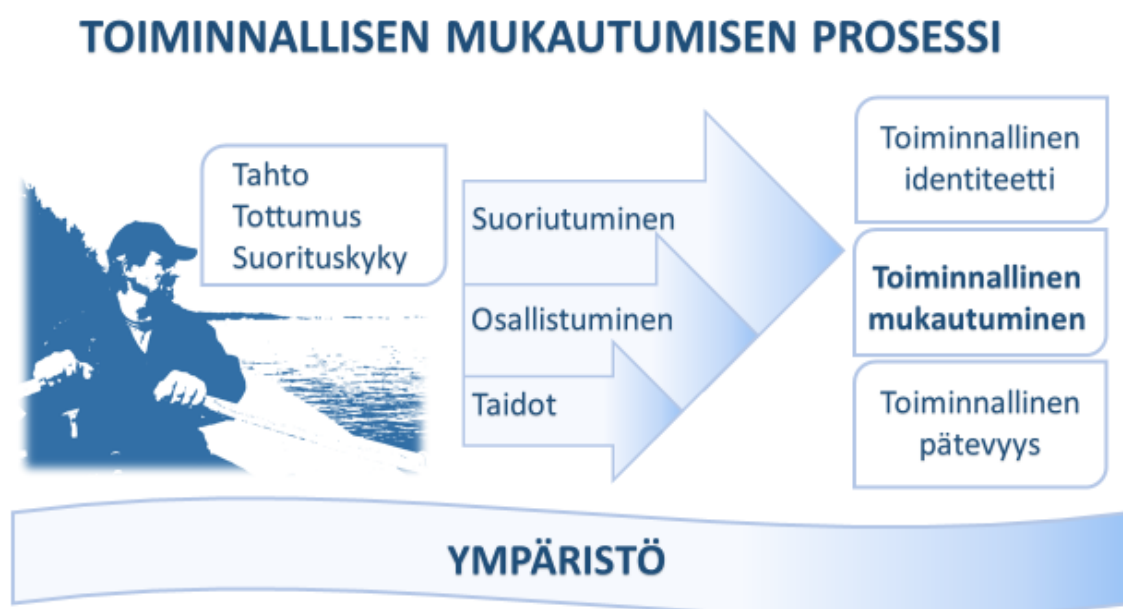 TOIMINNALLISEN MUKAUTUMISEN PROSESSI
Tahto
Tottumus
Suorituskyky
Suoriutuminen
Osallistuminen
Taidot
Toiminnallinen
identiteetti
Toiminnallinen
mukautuminen
Toiminnallinen
pätevyys
YMPÄRISTÖ